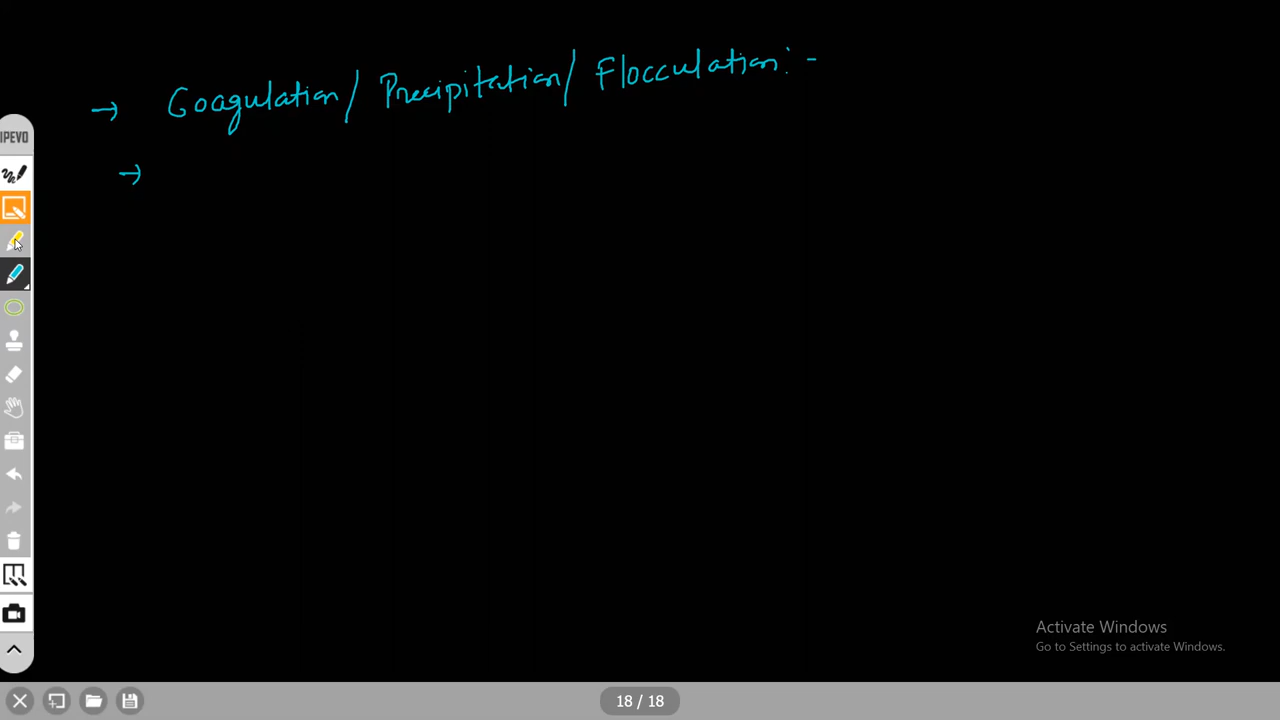 → Coagulation/ Precipitation/ Flocculation:-
→
IPEVO
Activate Windows
Go to Settings to activate Windows.
18 / 18